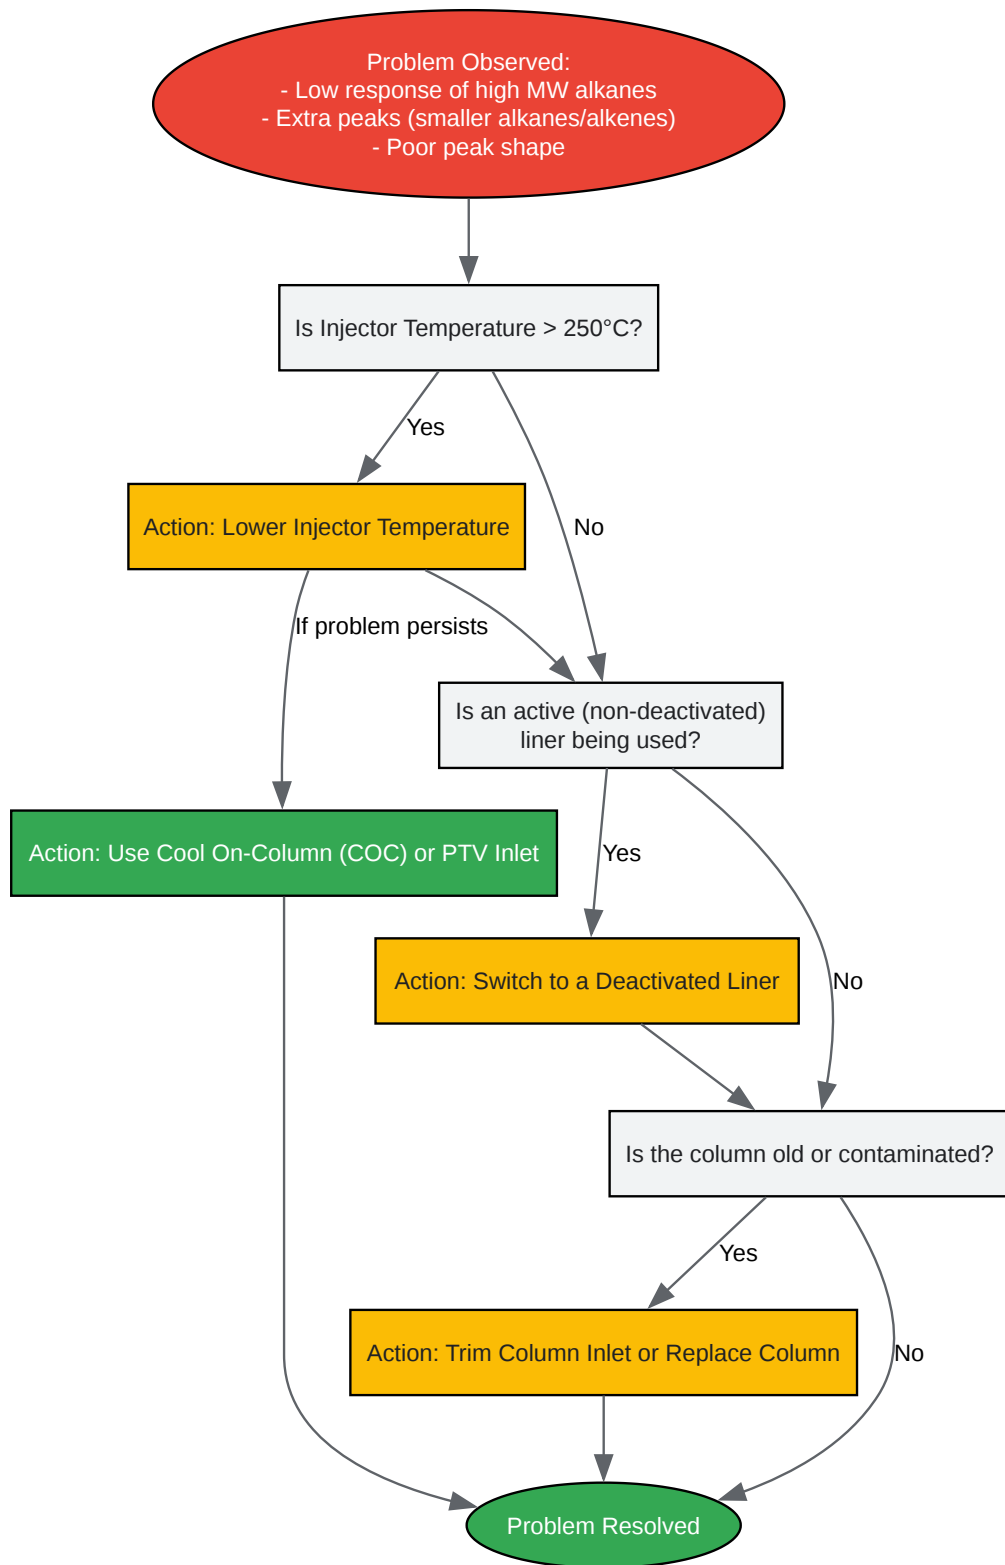 Problem Observed:
- Low response of high MW alkanes
- Extra peaks (smaller alkanes/alkenes)
- Poor peak shape
Is Injector Temperature > 250°C?
Yes
Action: Lower Injector Temperature
No
If problem persists
Is an active (non-deactivated)
liner being used?
Action: Use Cool On-Column (COC) or PTV Inlet
Yes
Action: Switch to a Deactivated Liner
No
Is the column old or contaminated?
Yes
Action: Trim Column Inlet or Replace Column
No
Problem Resolved